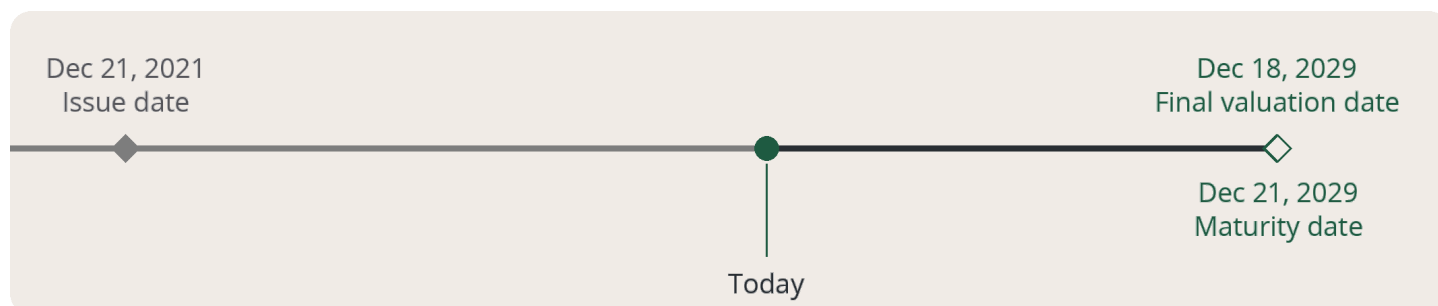 Dec 21, 2021
Issue date
Dec 18, 2029
Final valuation date
Dec 21, 2029
Maturity date
Today